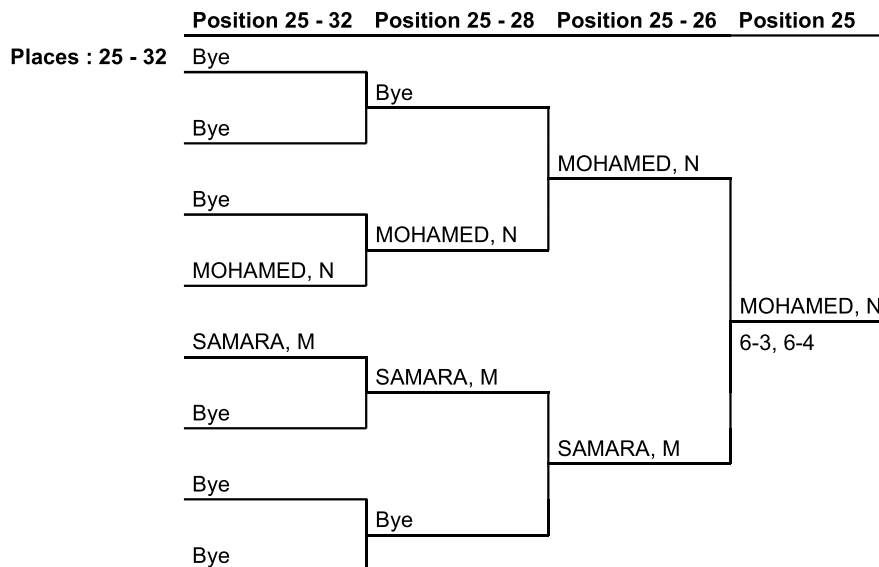 Position 25 - 32 Position 25 - 28 Position 25 - 26 Position 25
Places : 25 - 32 Bye
Bye
Bye
MOHAMED, N
Bye
MOHAMED, N
MOHAMED, N
MOHAMED, N
SAMARA, M
6-3, 6-4
SAMARA, M
Bye
SAMARA, M
Bye
Bye
Bye